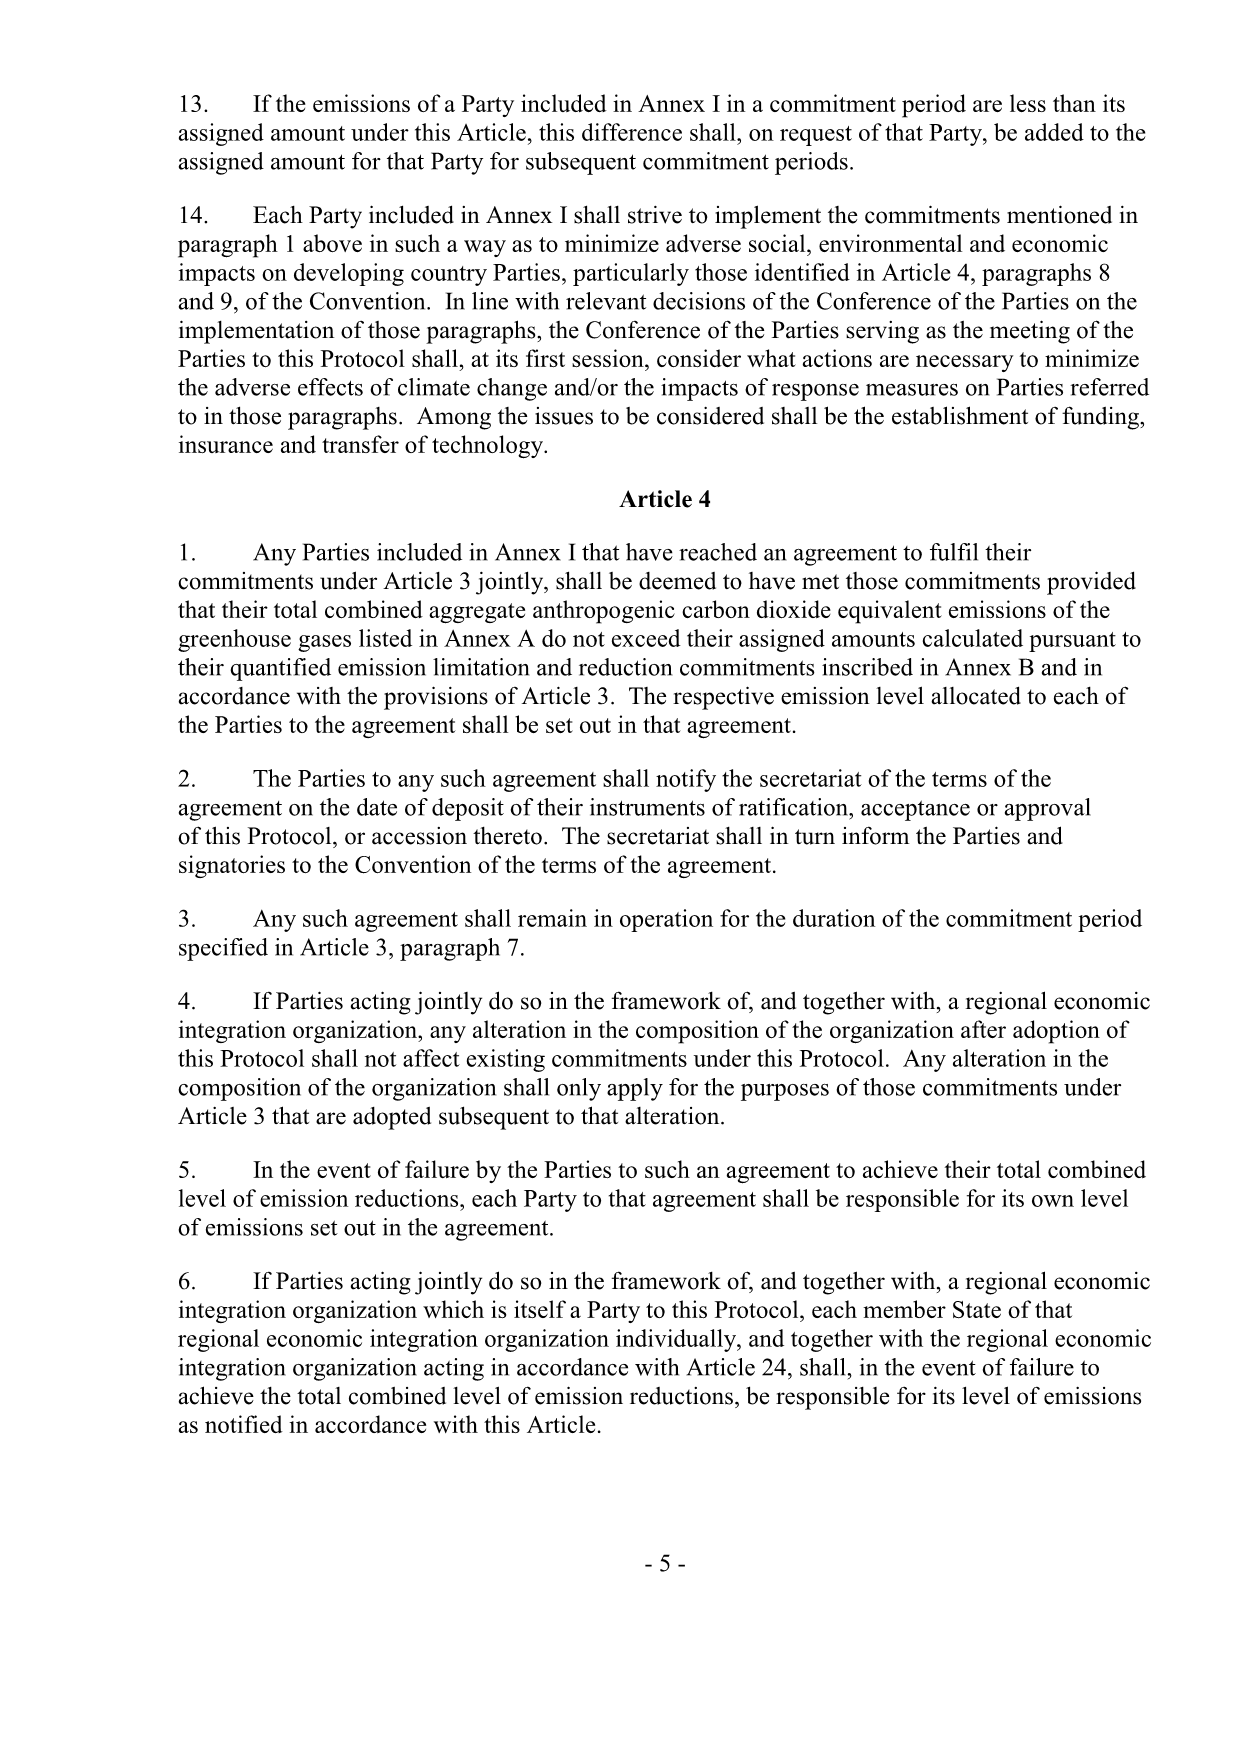 13. If the emissions of a Party included in Annex I in a commitment period are less than its
assigned amount under this Article, this difference shall, on request of that Party, be added to the
assigned amount for that Party for subsequent commitment periods.
14. Each Party included in Annex I shall strive to implement the commitments mentioned in
paragraph 1 above in such a way as to minimize adverse social, environmental and economic
impacts on developing country Parties, particularly those identified in Article 4, paragraphs 8
and 9, of the Convention. In line with relevant decisions of the Conference of the Parties on the
implementation of those paragraphs, the Conference of the Parties serving as the meeting of the
Parties to this Protocol shall, at its first session, consider what actions are necessary to minimize
the adverse effects of climate change and/or the impacts of response measures on Parties referred
to in those paragraphs. Among the issues to be considered shall be the establishment of funding,
insurance and transfer of technology.
Article 4
1. Any Parties included in Annex I that have reached an agreement to fulfil their
commitments under Article 3 jointly, shall be deemed to have met those commitments provided
that their total combined aggregate anthropogenic carbon dioxide equivalent emissions of the
greenhouse gases listed in Annex A do not exceed their assigned amounts calculated pursuant to
their quantified emission limitation and reduction commitments inscribed in Annex B and in
accordance with the provisions of Article 3. The respective emission level allocated to each of
the Parties to the agreement shall be set out in that agreement.
2. The Parties to any such agreement shall notify the secretariat of the terms of the
agreement on the date of deposit of their instruments of ratification, acceptance or approval
of this Protocol, or accession thereto. The secretariat shall in turn inform the Parties and
signatories to the Convention of the terms of the agreement.
3. Any such agreement shall remain in operation for the duration of the commitment period
specified in Article 3, paragraph 7.
4. If Parties acting jointly do so in the framework of, and together with, a regional economic
integration organization, any alteration in the composition of the organization after adoption of
this Protocol shall not affect existing commitments under this Protocol. Any alteration in the
composition of the organization shall only apply for the purposes of those commitments under
Article 3 that are adopted subsequent to that alteration.
5. In the event of failure by the Parties to such an agreement to achieve their total combined
level of emission reductions, each Party to that agreement shall be responsible for its own level
of emissions set out in the agreement.
6. If Parties acting jointly do so in the framework of, and together with, a regional economic
integration organization which is itself a Party to this Protocol, each member State of that
regional economic integration organization individually, and together with the regional economic
integration organization acting in accordance with Article 24, shall, in the event of failure to
achieve the total combined level of emission reductions, be responsible for its level of emissions
as notified in accordance with this Article.
- 5 -